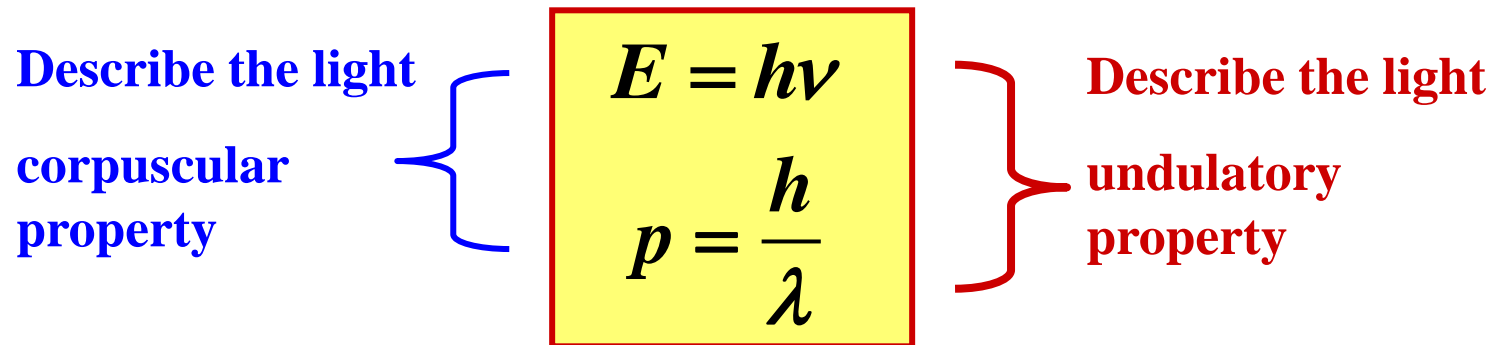 Describe the light
corpuscular
property
E = hν
p = h/λ
Describe the light
undulatory
property